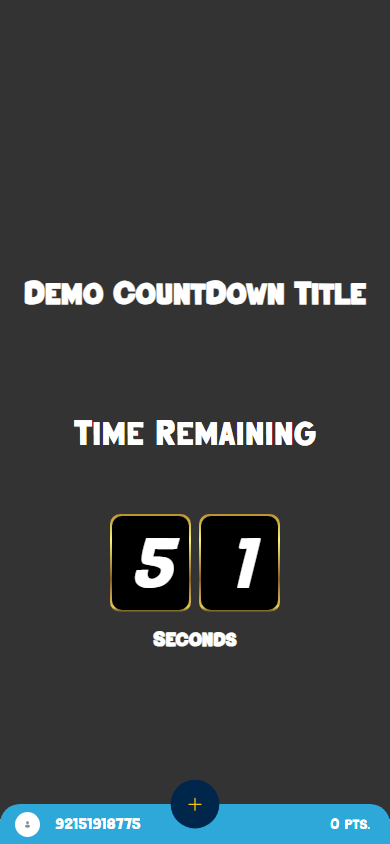 Demo CountDown Title
Time Remaining
5 1
Seconds
92151918775
0 PTS.